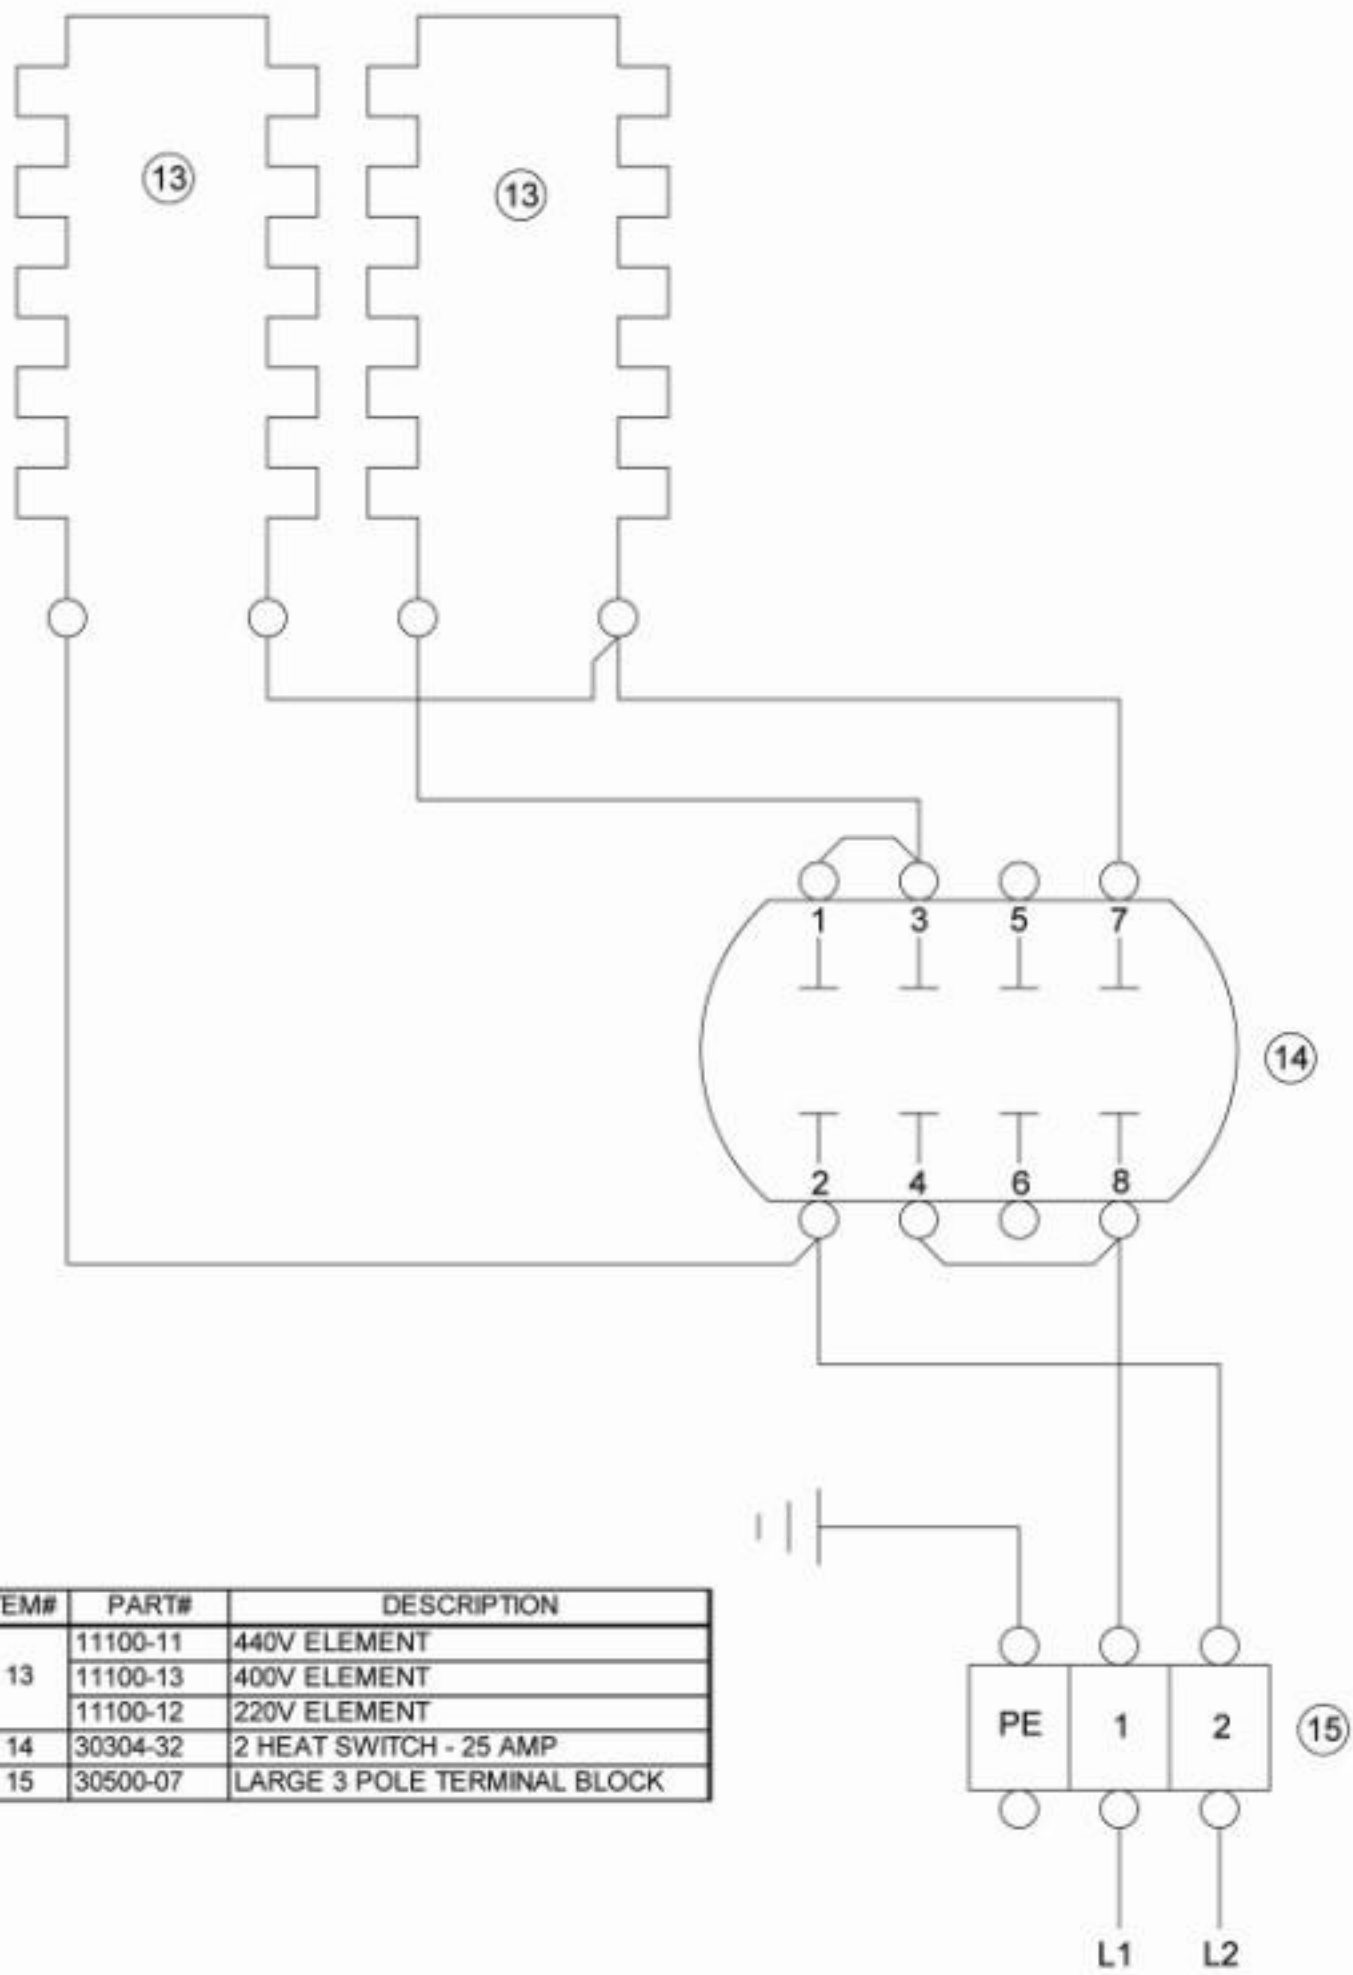 13
13
1 3 5 7
14
2 4 6 8
EM# PART# DESCRIPTION
13
11100-11 440V ELEMENT
11100-13 400V ELEMENT
11100-12 220V ELEMENT
14 30304-32 2 HEAT SWITCH - 25 AMP
15 30500-07 LARGE 3 POLE TERMINAL BLOCK
PE 1 2
15
L1 L2